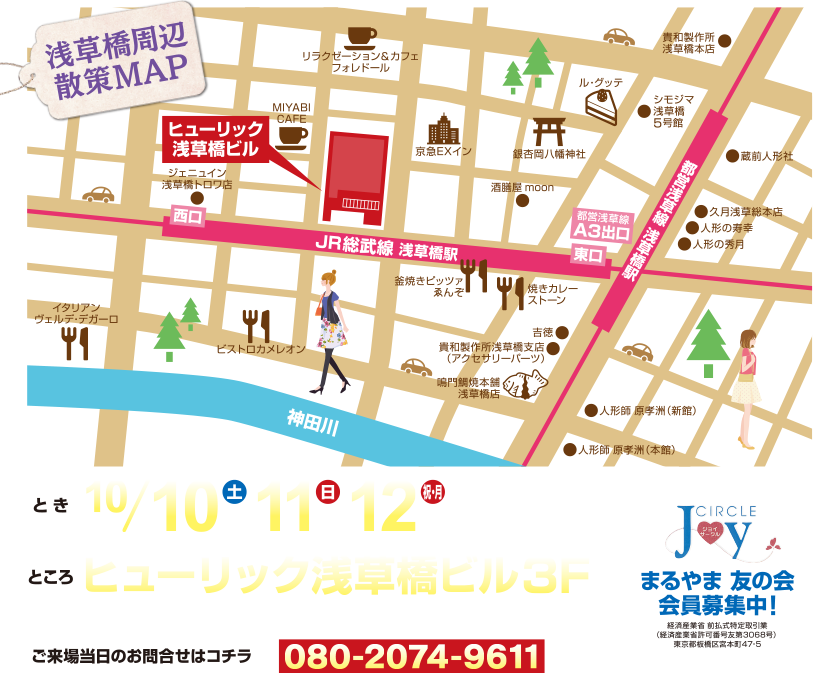 浅草橋周辺
散策MAP
リラクゼーション&カフェ
フォレドール
貴和製作所
浅草橋本店
ル・グッテ
シモジマ
浅草橋
5号館
MIYABI
CAFE
ヒューリック
浅草橋ビル
京急EXイン
銀杏岡八幡神社
蔵前人形社
ジェニュイン
浅草橋トロワ店
酒膳屋 moon
都営浅草線 浅草橋駅
久月浅草総本店
人形の寿幸
人形の秀月
西口
都営浅草線
A3出口
東口
JR総武線 浅草橋駅
釜焼きピッツァ
ゑんぞ
焼きカレー
ストーン
イタリアン
ヴェルデ・デガーロ
ビストロカメレオン
吉徳
貴和製作所浅草橋支店
(アクセサリーパーツ)
鳴門鯛焼本舗
浅草橋店
神田川
人形師 原孝洲(新館)
人形師 原孝洲(本館)
とき 10/10土 11日 12祝・月
ところ ヒューリック浅草橋ビル3F
ご来場当日のお問合せはコチラ 080-2074-9611
CIRCLE
Joy
ジョイ
サークル
まるやま 友の会
会員募集中!
経済産業省 前払式特定取引業
(経済産業省許可番号友第3068号)
東京都板橋区宮本町47-5